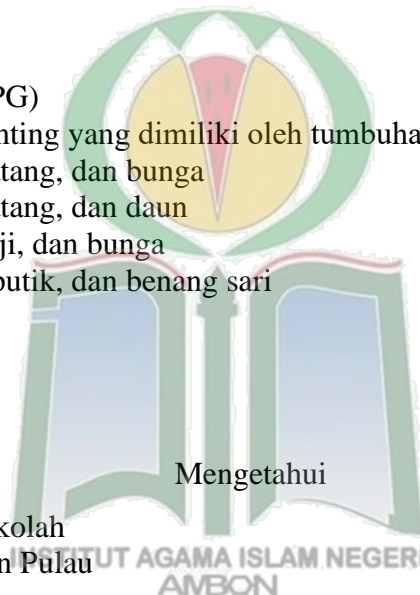 PG)
nting yang dimiliki oleh tumbuha
tang, dan bunga
tang, dan daun
ji, dan bunga
putik, dan benang sari
Mengetahui
kolah
n Pulau
INSTITUT AGAMA ISLAM NEGERI
AMBON